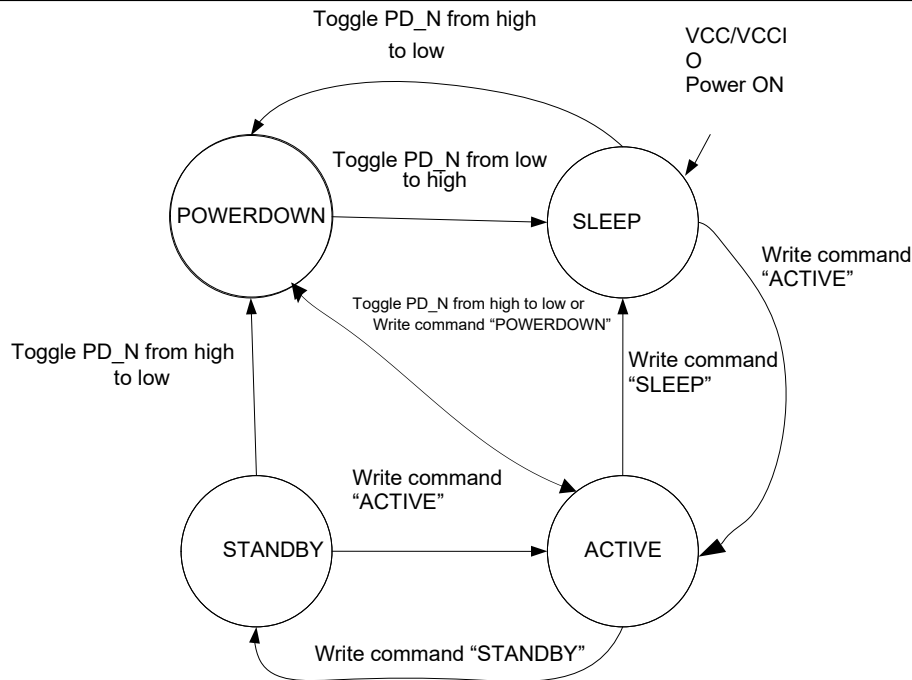 Toggle PD_N from high
to low
VCC/VCCI
O
Power ON
Toggle PD_N from low
to high
POWERDOWN
SLEEP
Write command
“ACTIVE”
Toggle PD_N from high to low or
Write command “POWERDOWN”
Toggle PD_N from high
to low
Write command
“SLEEP”
Write command
“ACTIVE”
STANDBY
ACTIVE
Write command “STANDBY”